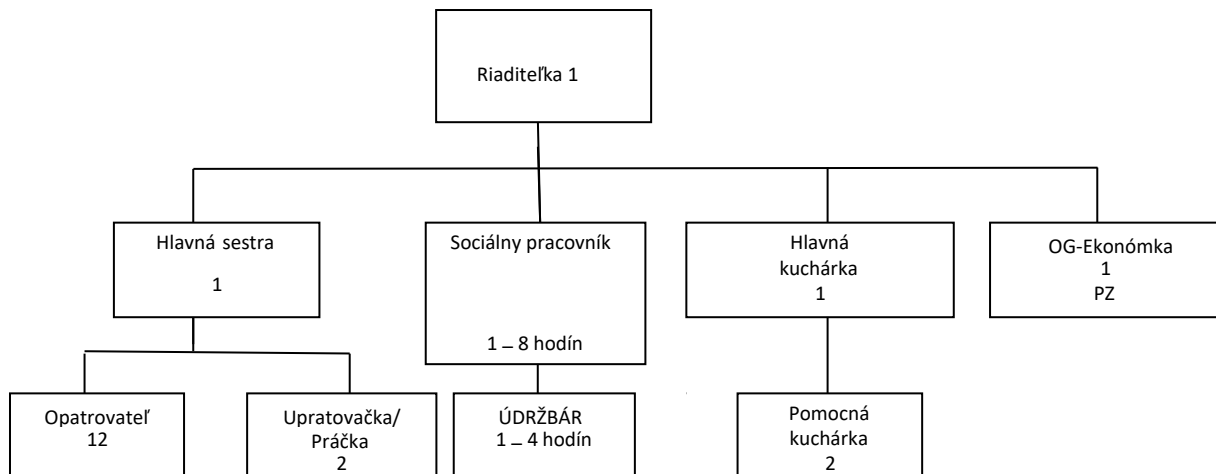 Riaditeľka 1
Hlavná sestra
1
Sociálny pracovník
1 – 8 hodín
Hlavná
kuchárka
1
OG-Ekonómka
1
PZ
Opatrovateľ
12
Upratovačka/
Práčka
2
ÚDRŽBÁR
1 – 4 hodín
Pomocná
kuchárka
2